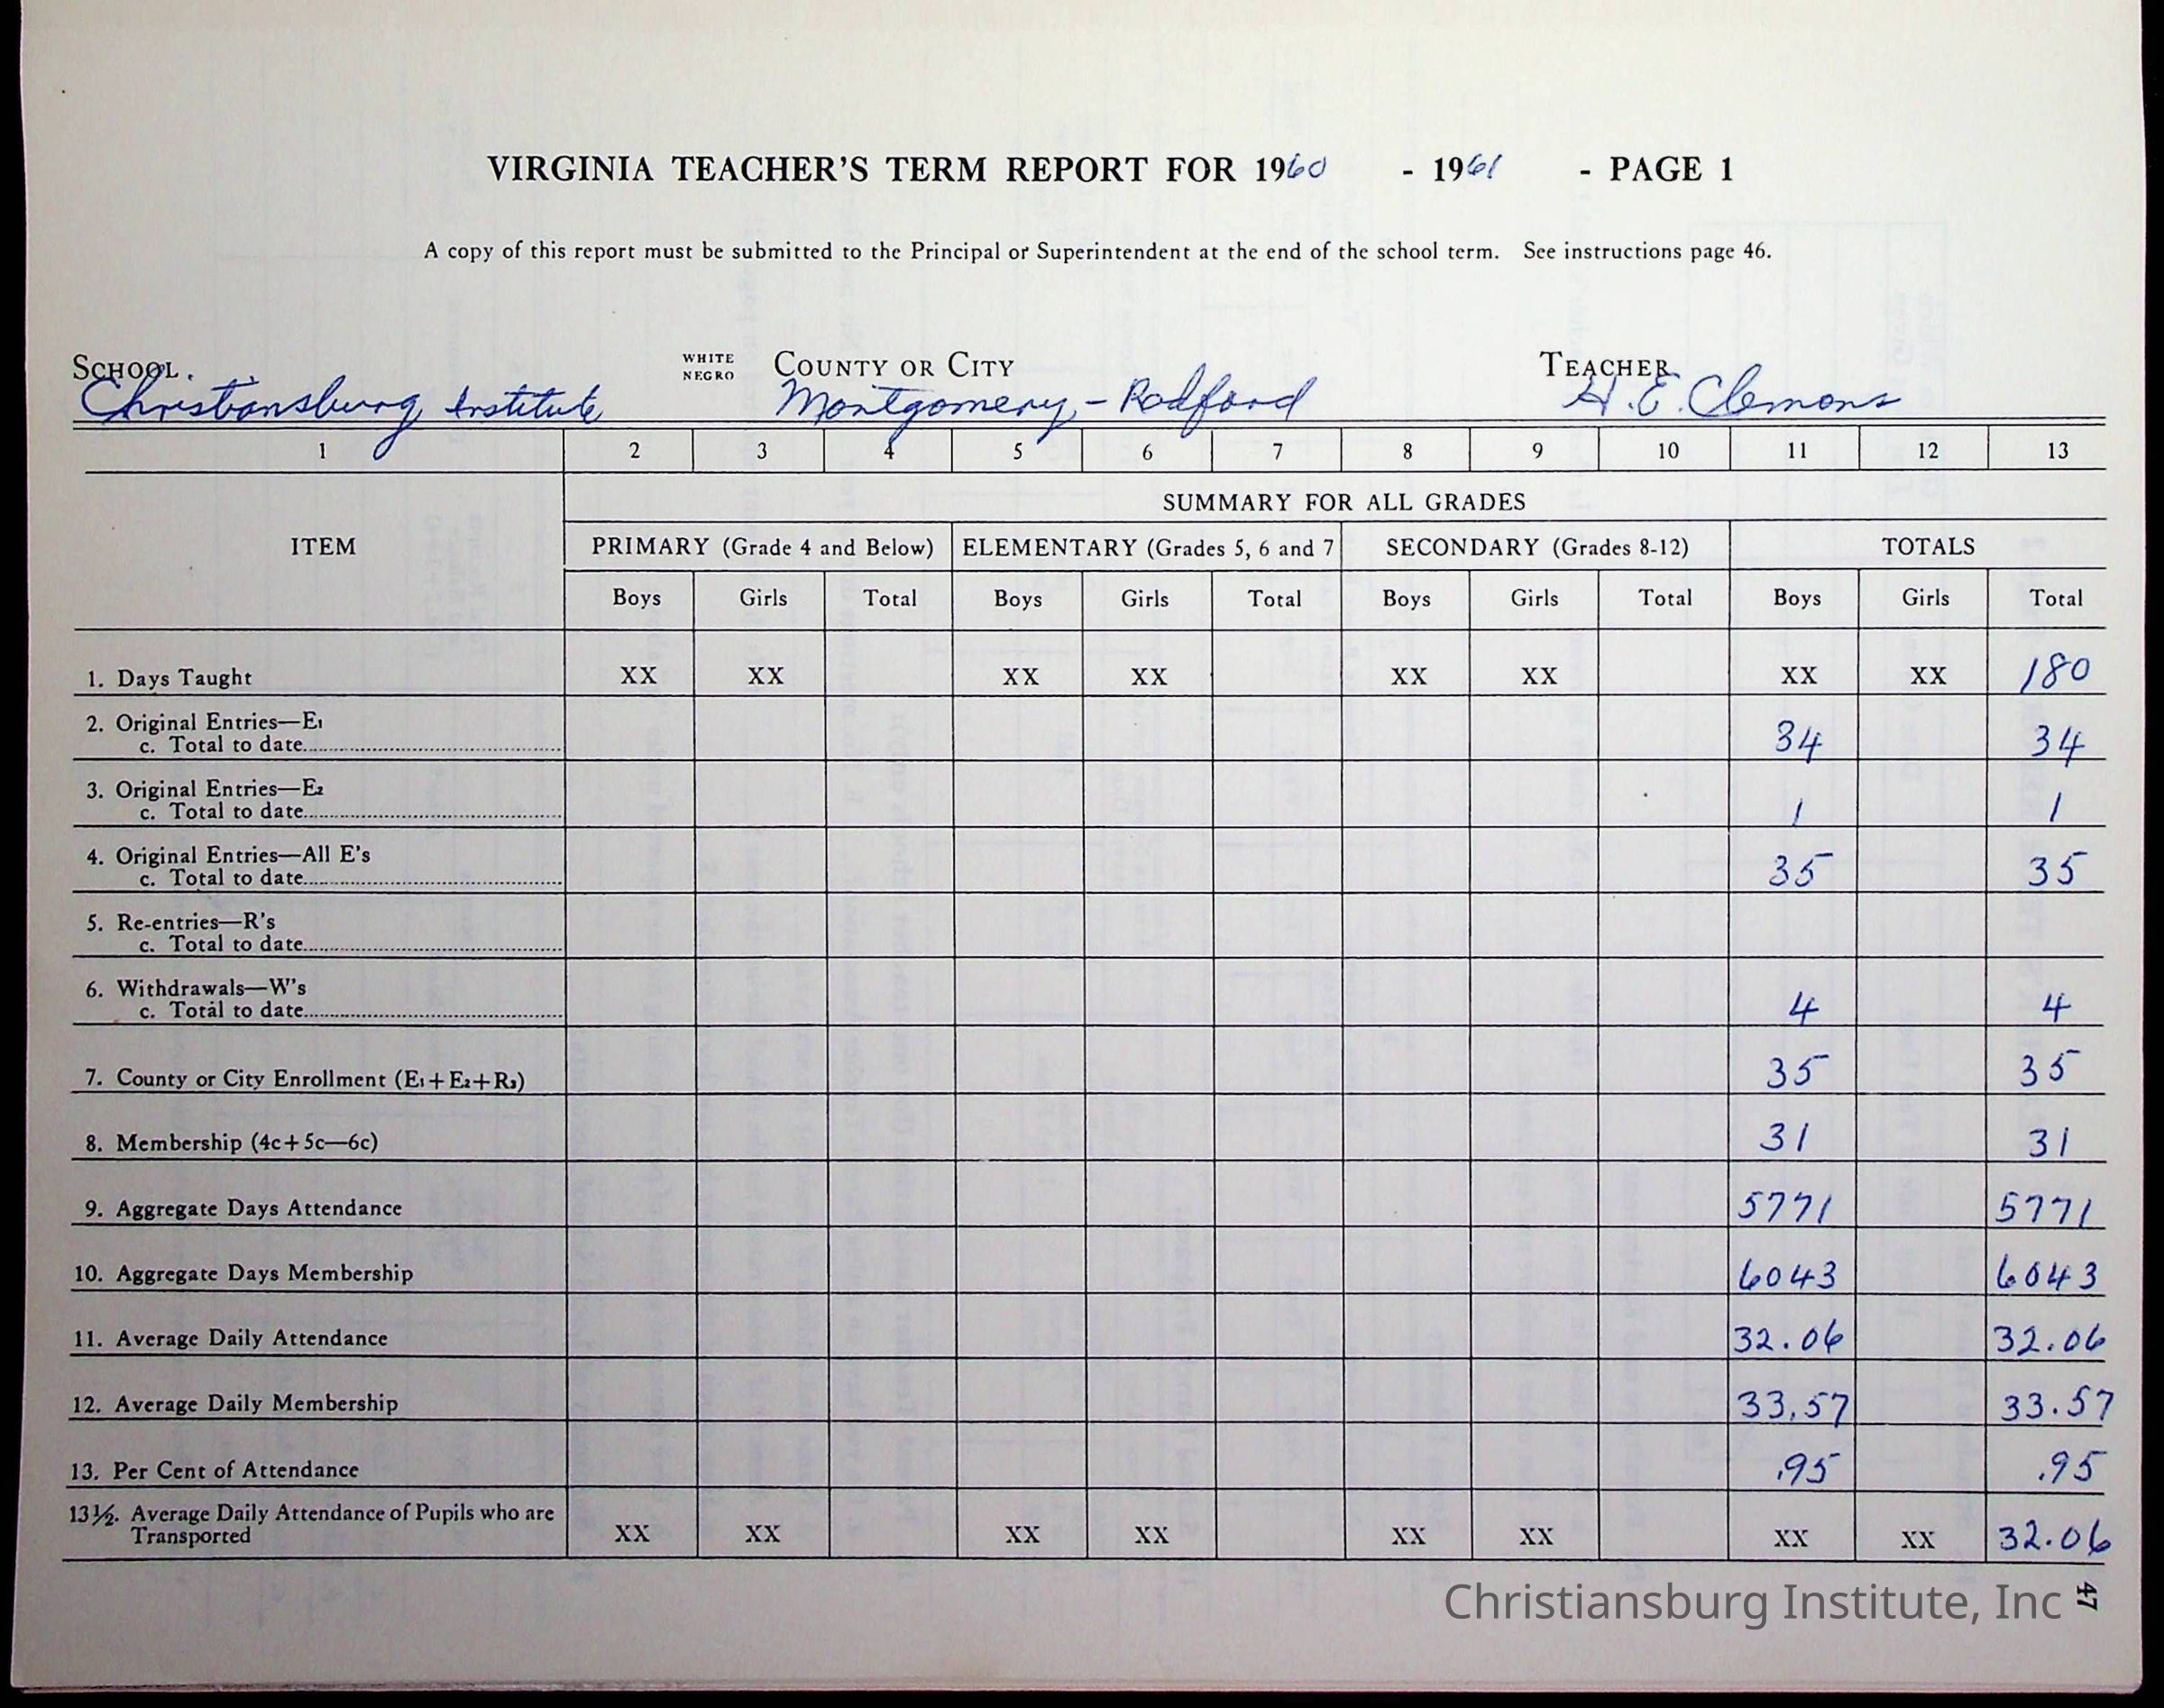 VIRGINIA TEACHER'S TERM REPORT FOR 1960 - 1961 - PAGE 1
A copy of this report must be submitted to the Principal or Superintendent at the end of the school term. See instructions page 46.
SCHOOL. WHITE NEGRO COUNTY OR CITY TEACHER
Christiansburg Institute Montgomery - Radford H. E. Clemons
1 2 3 4 5 6 7 8 9 10 11 12 13
SUMMARY FOR ALL GRADES
ITEM PRIMARY (Grade 4 and Below) ELEMENTARY (Grades 5, 6 and 7 SECONDARY (Grades 8-12) TOTALS
Boys Girls Total Boys Girls Total Boys Girls Total Boys Girls Total
1. Days Taught XX XX XX XX XX XX XX XX 180
2. Original Entries—E1
c. Total to date 34 34
3. Original Entries—E2
c. Total to date 1 1
4. Original Entries—All E's
c. Total to date 35 35
5. Re-entries—R's
c. Total to date
6. Withdrawals—W's
c. Total to date 4 4
7. County or City Enrollment (E1+E2+R3) 35 35
8. Membership (4c+5c—6c) 31 31
9. Aggregate Days Attendance 5771 5771
10. Aggregate Days Membership 6043 6043
11. Average Daily Attendance 32.06 32.06
12. Average Daily Membership 33.57 33.57
13. Per Cent of Attendance .95 .95
13½. Average Daily Attendance of Pupils who are
Transported XX XX XX XX XX XX XX XX 32.06
Christiansburg Institute, Inc
47